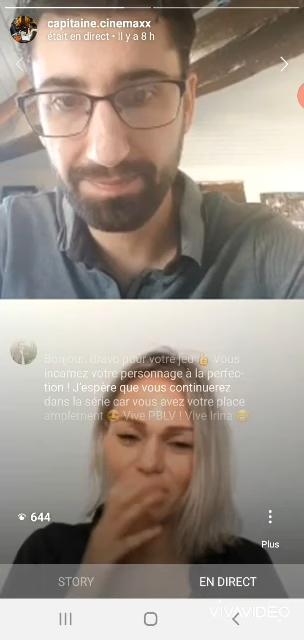 capitaine.cinemaxx
était en direct • Il y a 8 h
Bonjour, bravo pour votre jeu 👍 Vous
incarnez votre personnage à la perfec-
tion ! J'espère que vous continuerez
dans la série car vous avez votre place
amplement 😍 Vive PBLV ! Vive Irina 😊
644
Plus
STORY
EN DIRECT
VIVAVIDEO